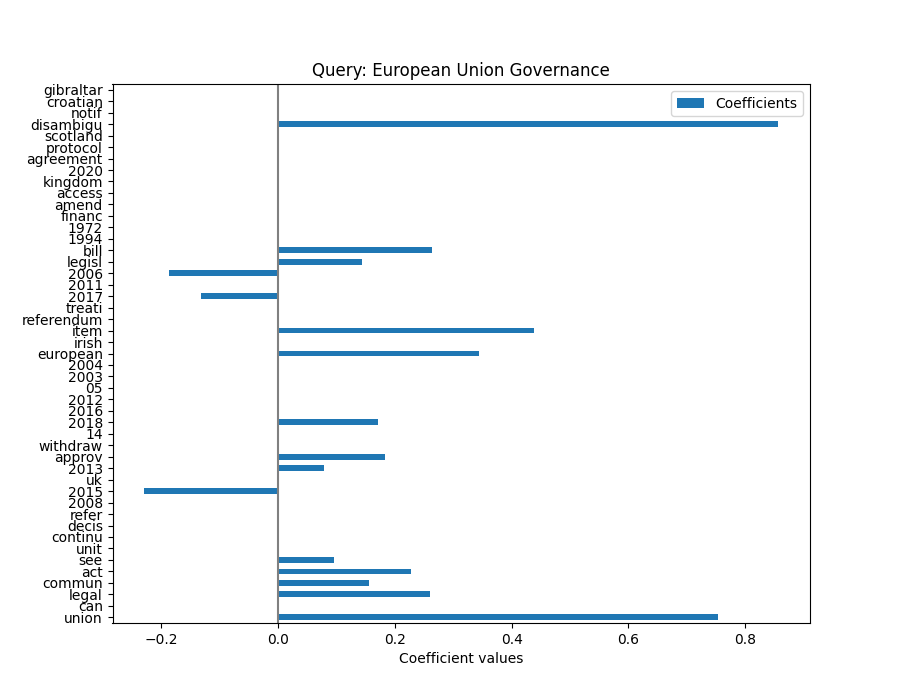 Query: European Union Governance
Coefficients
gibraltar
croatian
notif
disambigu
scotland
protocol
agreement
2020
kingdom
access
amend
financ
1972
1994
bill
legisl
2006
2011
2017
treati
referendum
item
irish
european
2004
2003
05
2012
2016
2018
14
withdraw
approv
2013
uk
2015
2008
refer
decis
continu
unit
see
act
commun
legal
can
union
−0.2 0.0 0.2 0.4 0.6 0.8
Coefficient values